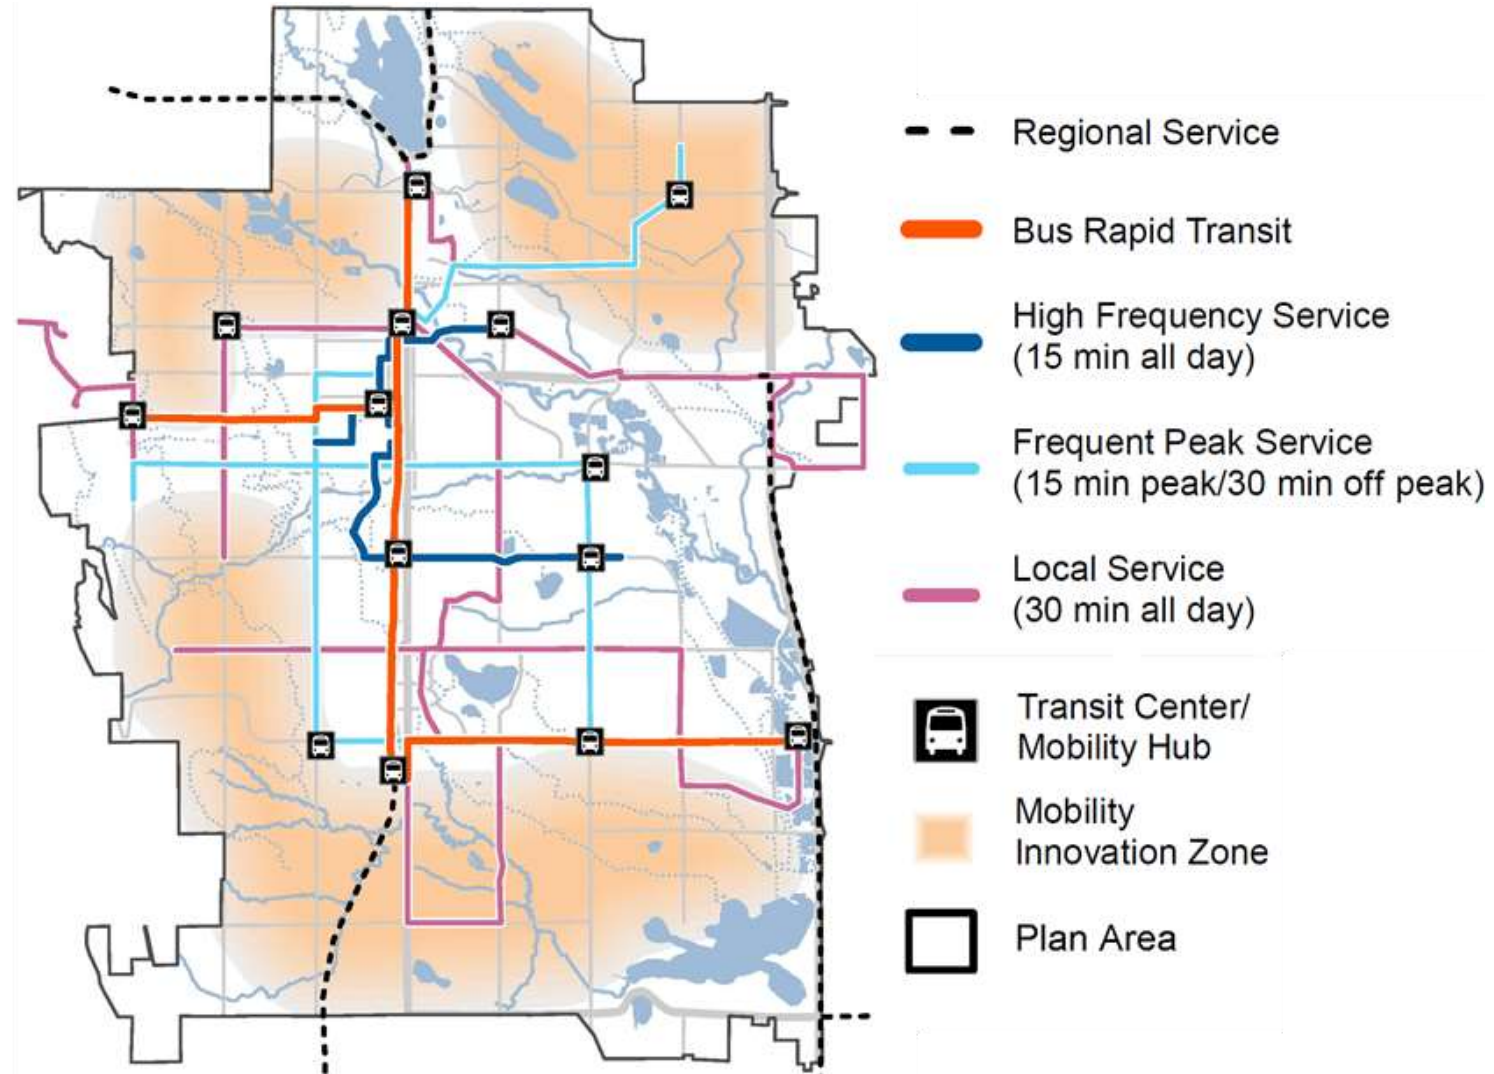 Regional Service
Bus Rapid Transit
High Frequency Service
(15 min all day)
Frequent Peak Service
(15 min peak/30 min off peak)
Local Service
(30 min all day)
Transit Center/
Mobility Hub
Mobility
Innovation Zone
Plan Area